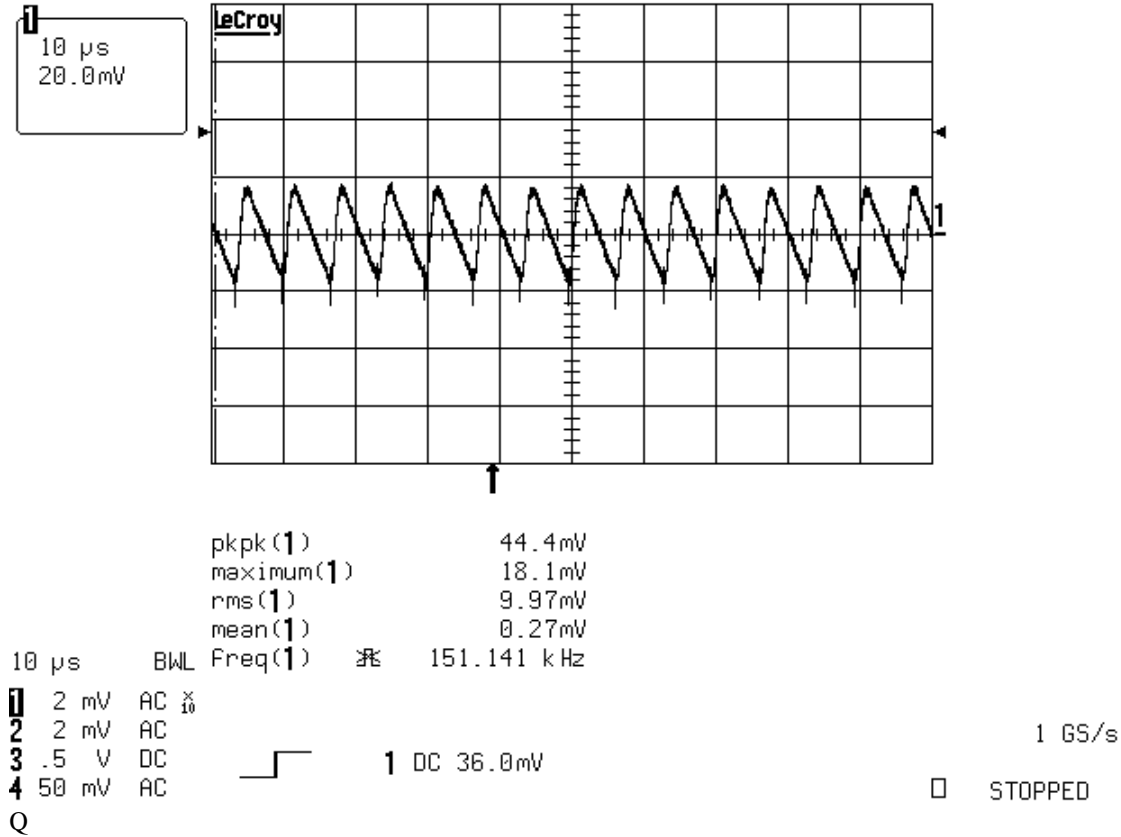 1
10 µs
20.0mV
LeCroy
1
pkpk(1) 44.4mV
maximum(1) 18.1mV
rms(1) 9.97mV
mean(1) 0.27mV
10 µs BWL Freq(1) 151.141 kHz
1 2 mV AC X10
2 2 mV AC
3 .5 V DC
4 50 mV AC
1 DC 36.0mV
1 GS/s
STOPPED
Q